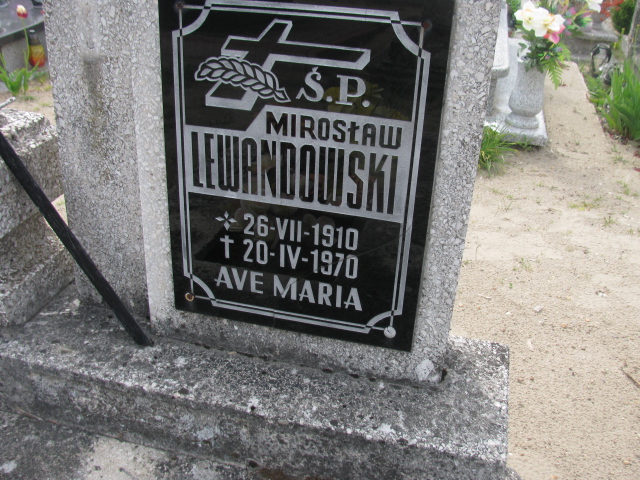 Ś.P.
MIROSŁAW
LEWANDOWSKI
26-VII-1910
20-IV-1970
AVE MARIA